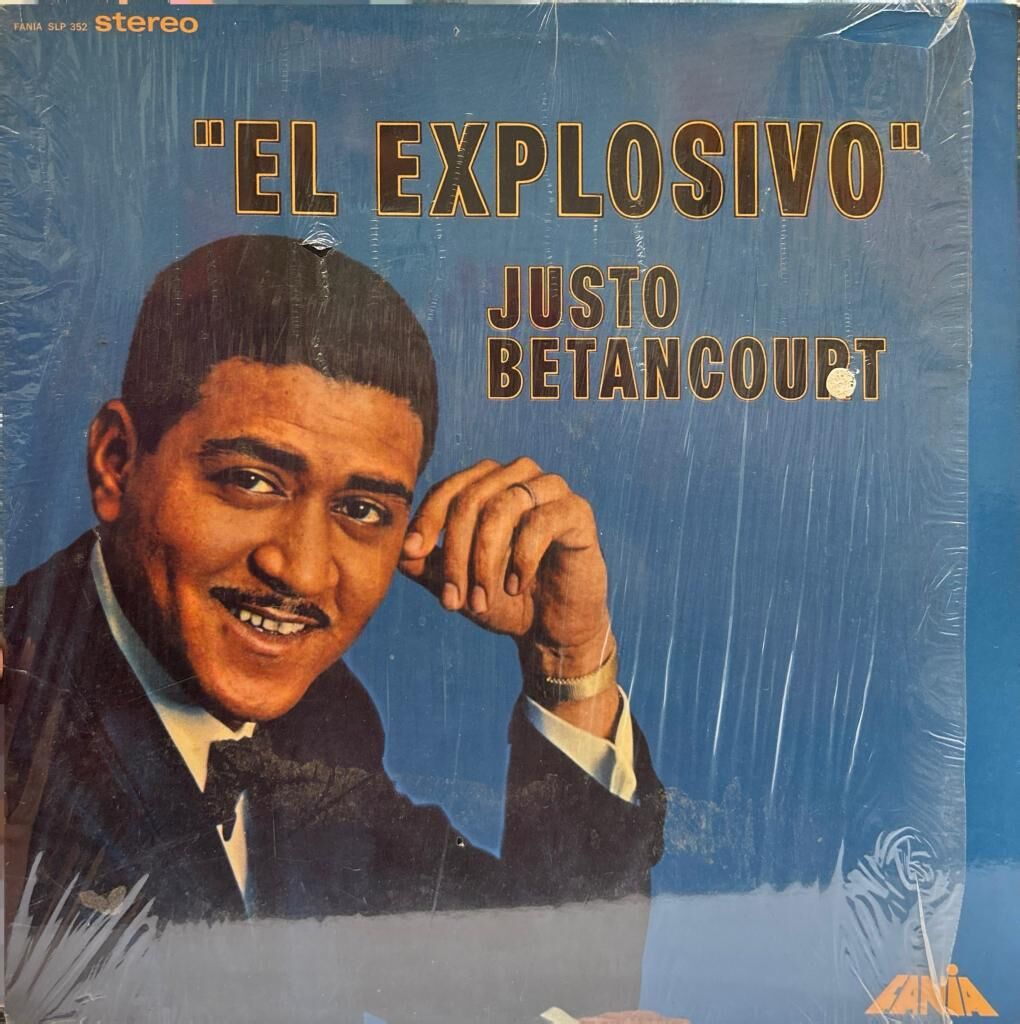 FANIA SLP 352 stereo
"EL EXPLOSIVO"
JUSTO
BETANCOURT
FANIA